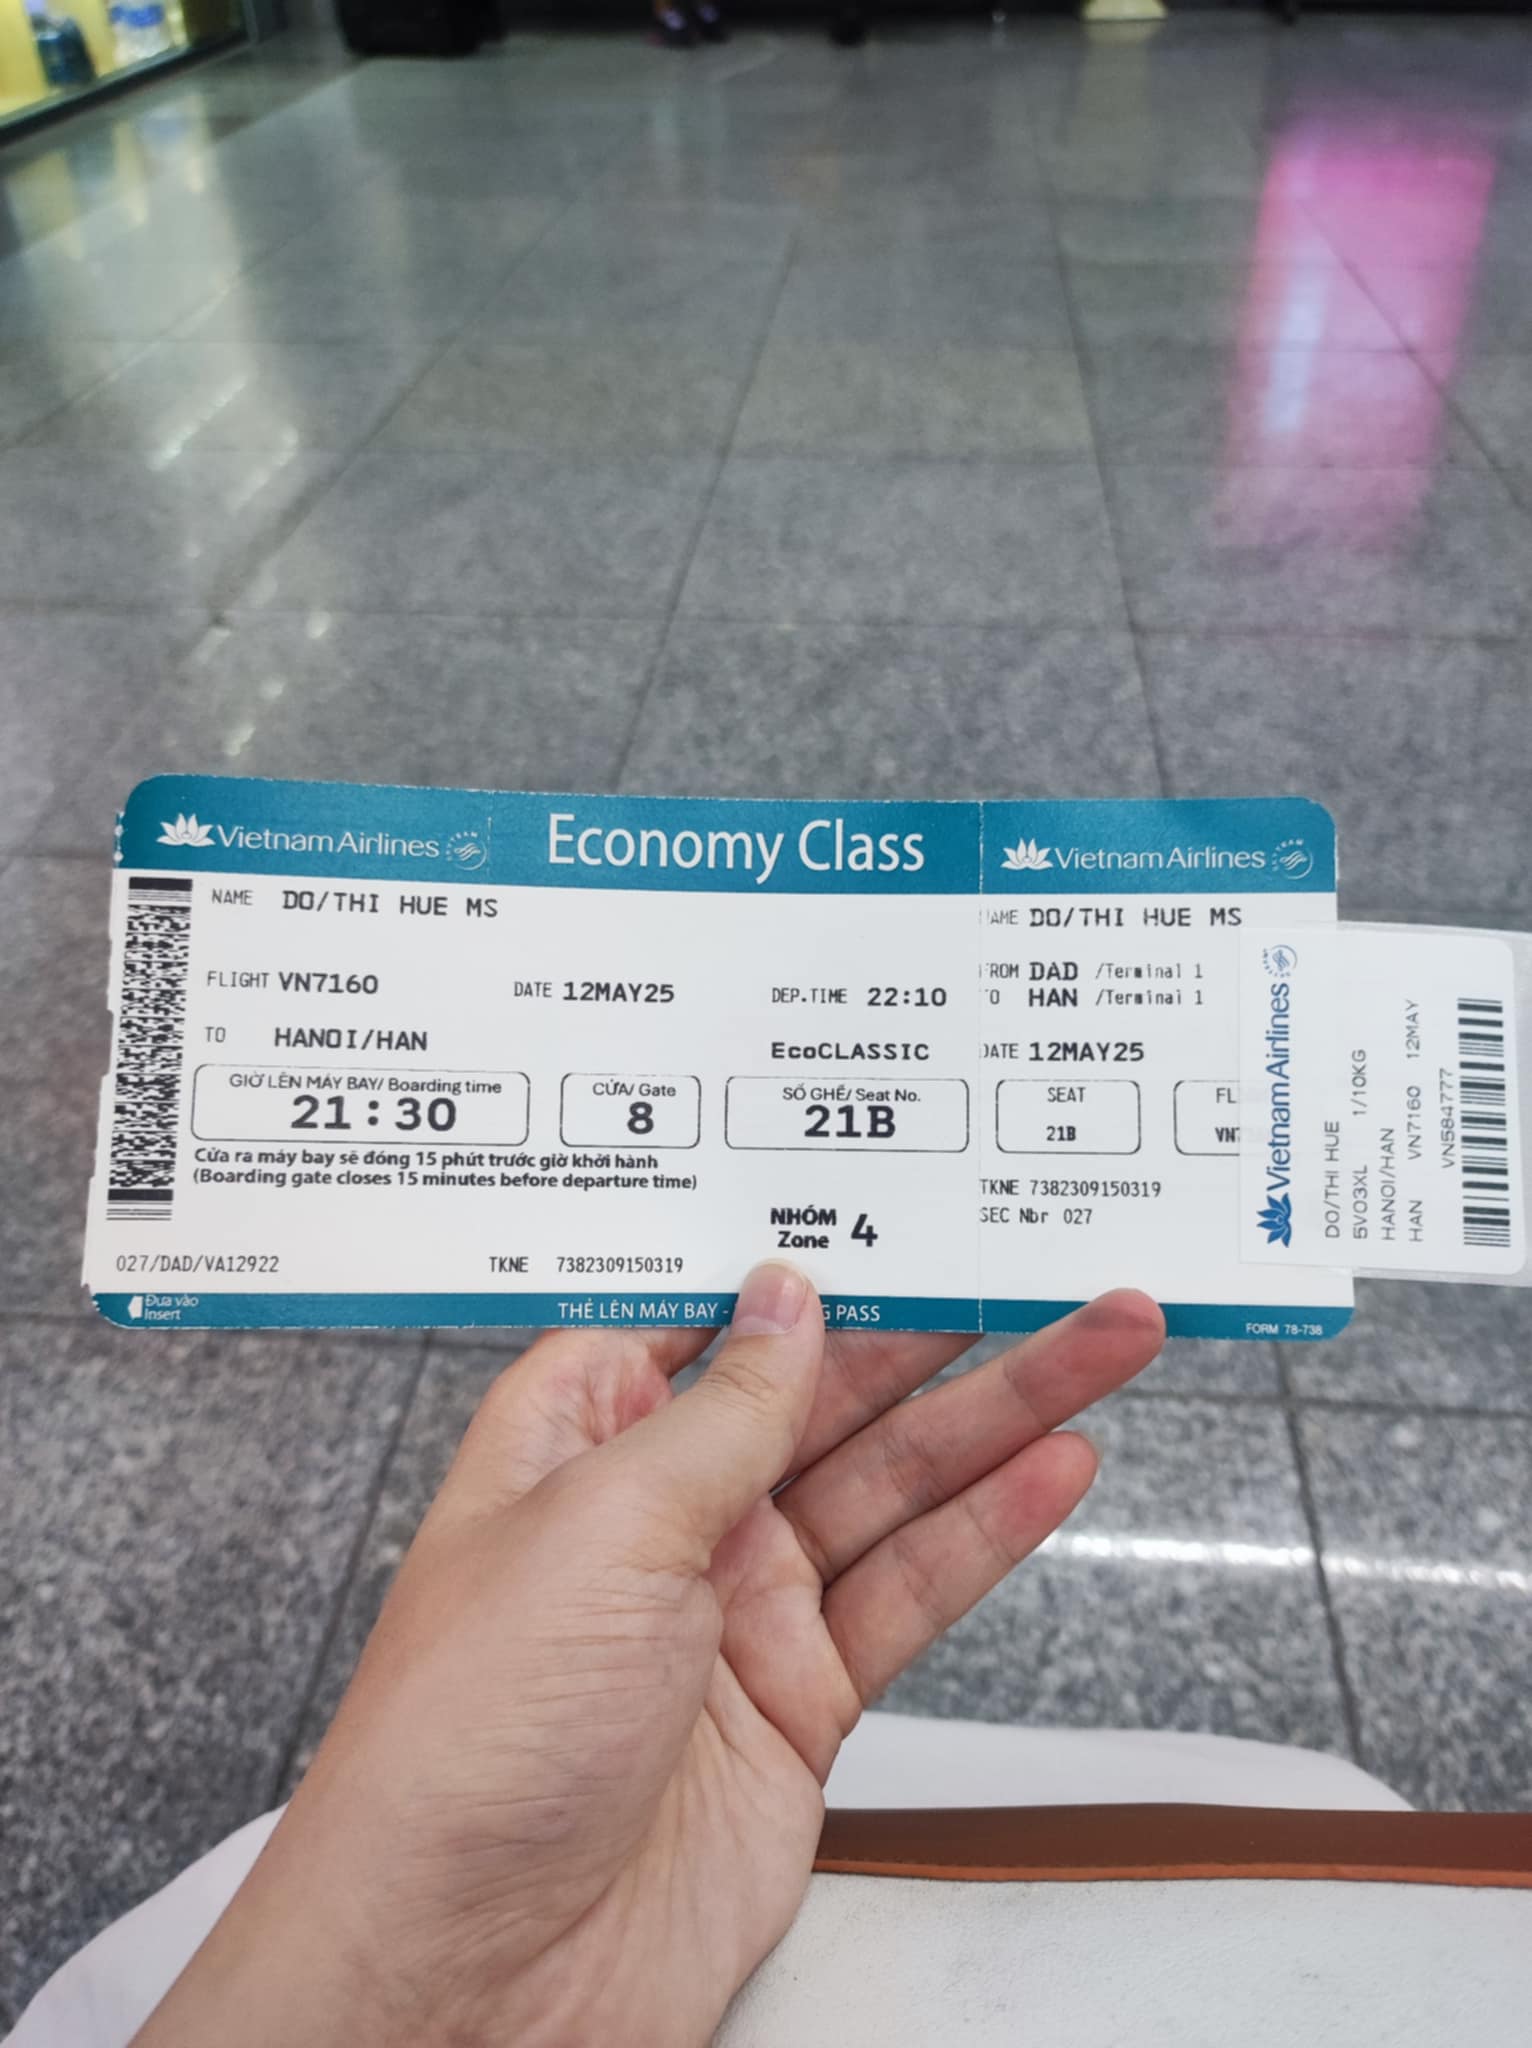 Vietnam Airlines
Economy Class
NAME DO/THI HUE MS
FLIGHT VN7160 DATE 12MAY25 DEP.TIME 22:10
TO HANOI/HAN EcoCLASSIC
GIỜ LÊN MÁY BAY/ Boarding time
21:30
CỬA/ Gate
8
SỐ GHẾ/ Seat No.
21B
Cửa ra máy bay sẽ đóng 15 phút trước giờ khởi hành
(Boarding gate closes 15 minutes before departure time)
NHÓM
Zone 4
027/DAD/VA12922 TKNE 7382309150319
Đưa vào
Insert
THẺ LÊN MÁY BAY - G PASS
Vietnam Airlines
AME DO/THI HUE MS
ROM DAD /Terminal 1
O HAN /Terminal 1
DATE 12MAY25
SEAT FL
21B VN7
TKNE 7382309150319
SEC Nbr 027
FORM 78-738
Vietnam Airlines
DO/THI HUE
5VO3XL 1/10KG
HANOI/HAN
HAN VN7160 12MAY
VN584777